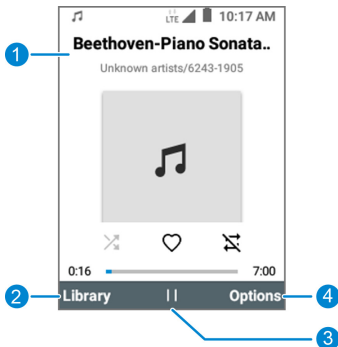 LTE 10:17 AM
Beethoven-Piano Sonata..
1
Unknown artists/6243-1905
0:16 7:00
2 Library Options 4
3